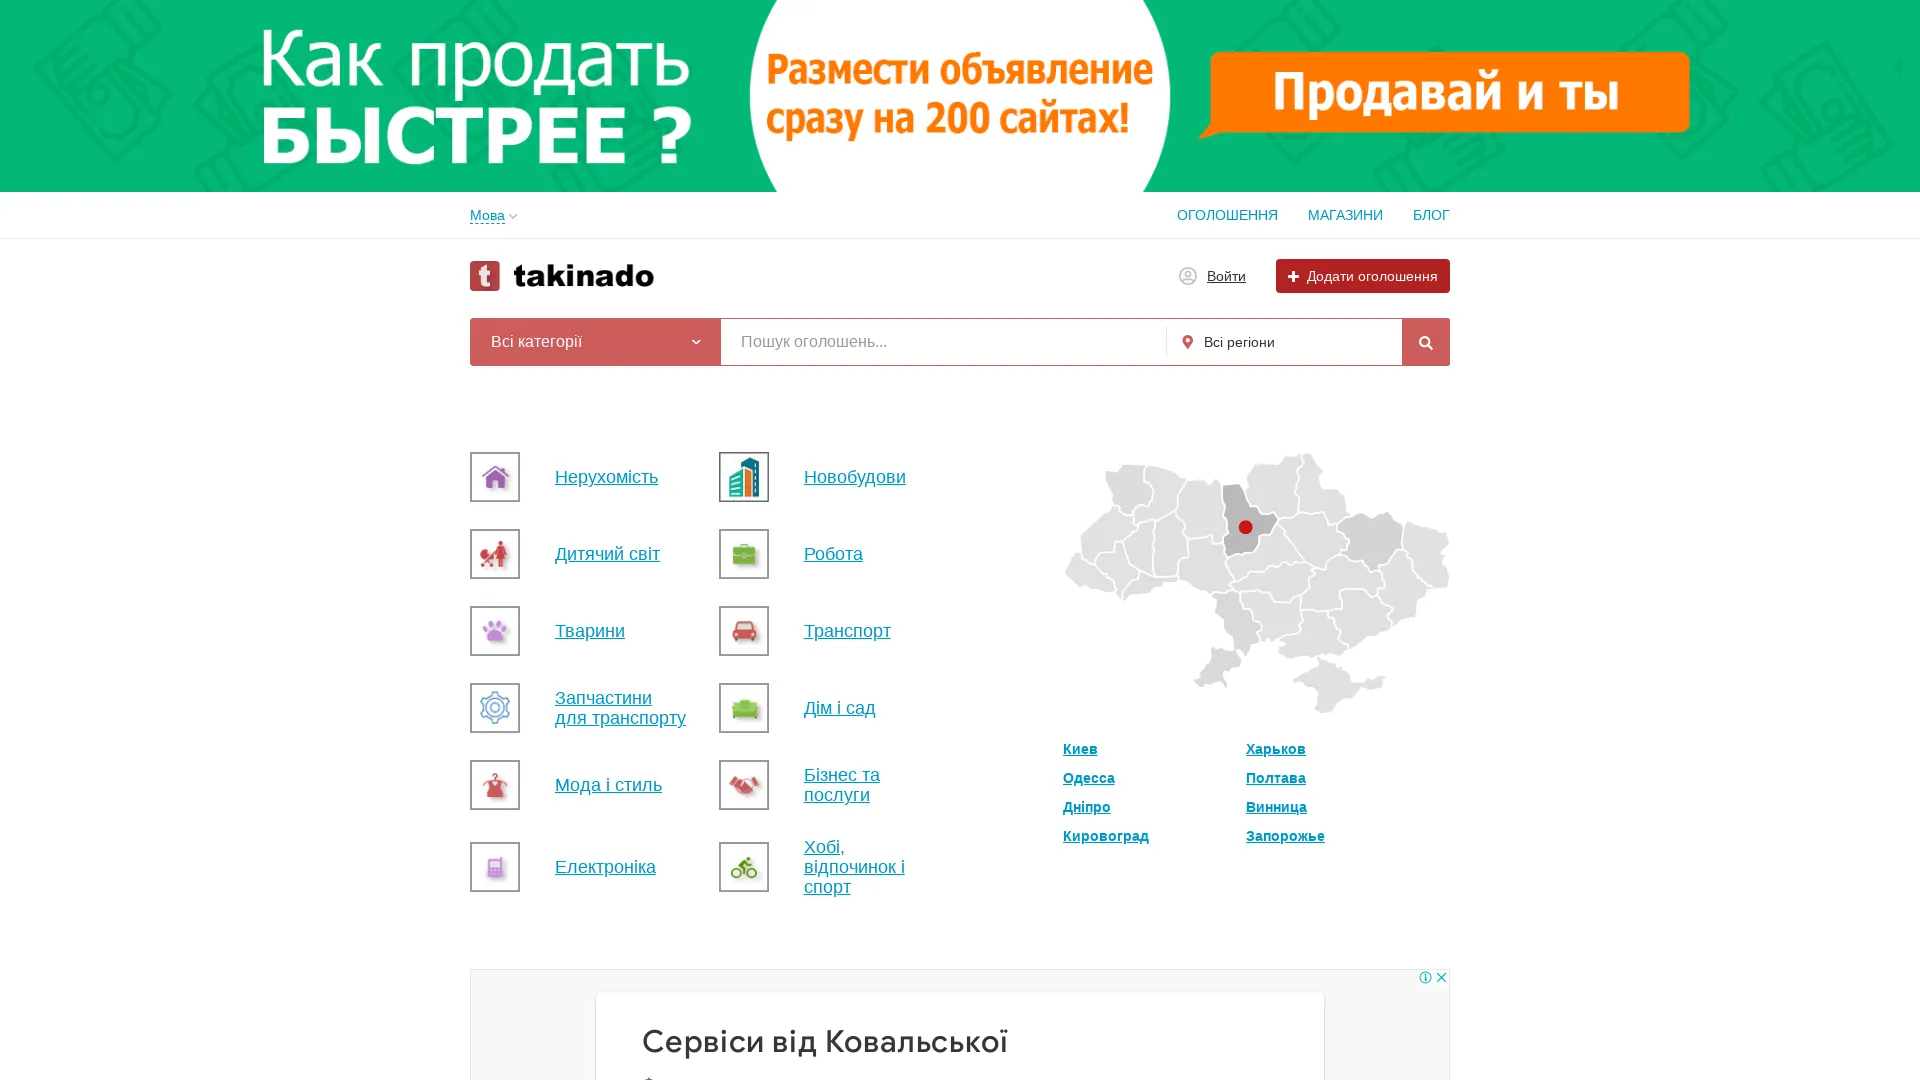 Как продать
БЫСТРЕЕ ?
Размести объявление
сразу на 200 сайтах!
Продавай и ты
Мова
ОГОЛОШЕННЯ
МАГАЗИНИ
БЛОГ
t takinado
Войти
Додати оголошення
Всі категорії
Пошук оголошень...
Всі регіони
Нерухомість
Новобудови
Дитячий світ
Робота
Тварини
Транспорт
Запчастини
для транспорту
Дім і сад
Мода і стиль
Бізнес та
послуги
Електроніка
Хобі,
відпочинок і
спорт
Киев
Харьков
Одесса
Полтава
Дніпро
Винница
Кировоград
Запорожье
Сервіси від Ковальської